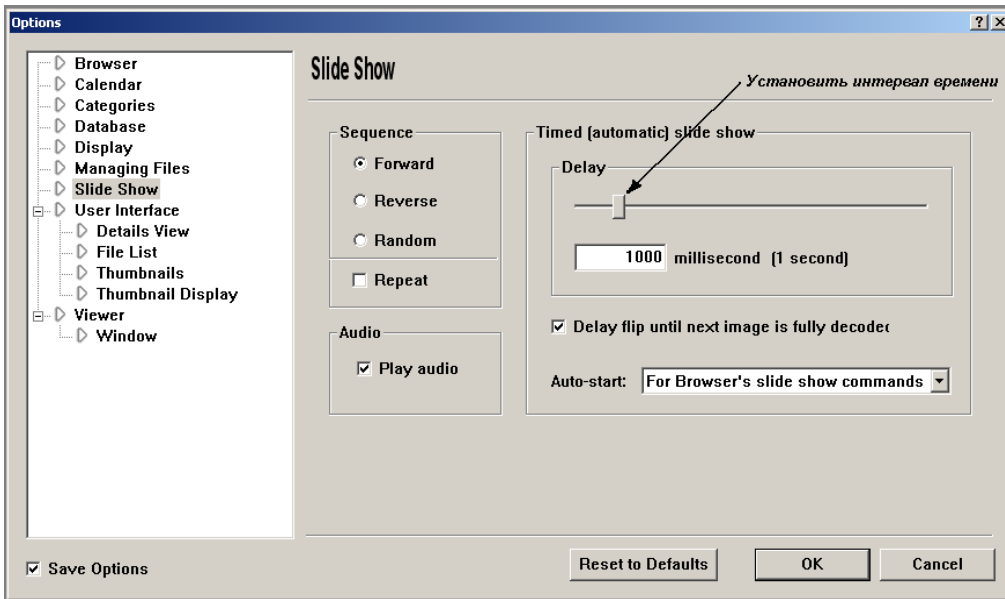 Options
Browser
Calendar
Categories
Database
Display
Managing Files
Slide Show
User Interface
Details View
File List
Thumbnails
Thumbnail Display
Viewer
Window
Save Options
Slide Show
Установить интервал времени
Sequence
Forward
Reverse
Random
Repeat
Audio
Play audio
Timed (automatic) slide show
Delay
1000 millisecond (1 second)
Delay flip until next image is fully decoded
Auto-start: For Browser's slide show commands
Reset to Defaults
OK
Cancel